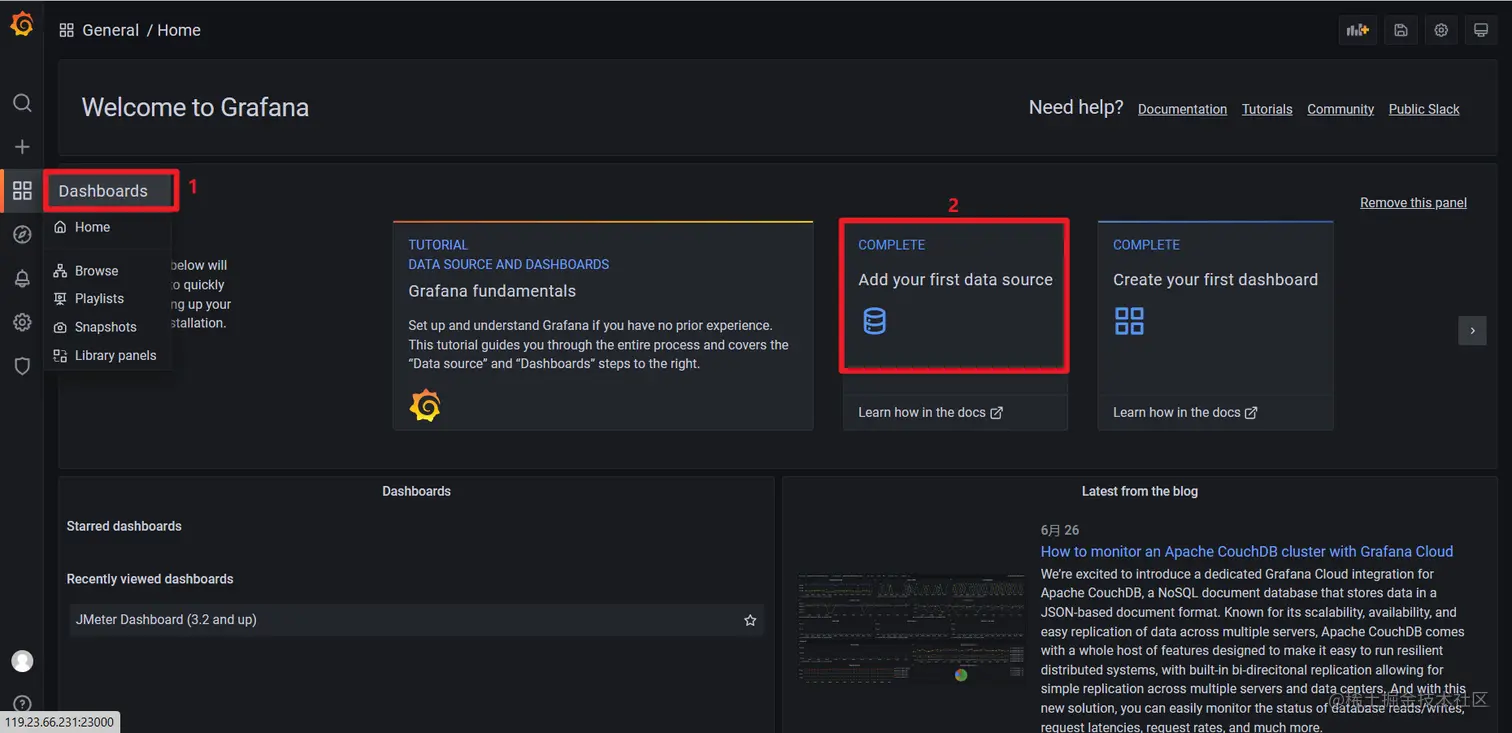 General / Home
Welcome to Grafana
Need help?
Documentation
Tutorials
Community
Public Slack
Dashboards
1
Home
Browse
Playlists
Snapshots
Library panels
below will
o quickly
ng up your
stallation.
Remove this panel
TUTORIAL
DATA SOURCE AND DASHBOARDS
Grafana fundamentals
Set up and understand Grafana if you have no prior experience.
This tutorial guides you through the entire process and covers the
“Data source” and “Dashboards” steps to the right.
2
COMPLETE
Add your first data source
Learn how in the docs
COMPLETE
Create your first dashboard
Learn how in the docs
Dashboards
Starred dashboards
Recently viewed dashboards
JMeter Dashboard (3.2 and up)
Latest from the blog
6月 26
How to monitor an Apache CouchDB cluster with Grafana Cloud
We’re excited to introduce a dedicated Grafana Cloud integration for
Apache CouchDB, a NoSQL document database that stores data in a
JSON-based document format. Known for its scalability, availability, and
easy replication of data across multiple servers, Apache CouchDB comes
with a whole host of features designed to make it easy to run resilient
distributed systems, with built-in bi-direcitonal replication allowing for
simple replication across multiple servers and data centers. And with this
new solution, you can easily monitor the status of database reads/writes,
request latencies, request rates, and much more.
@稀土掘金技术社区
119.23.66.231:23000